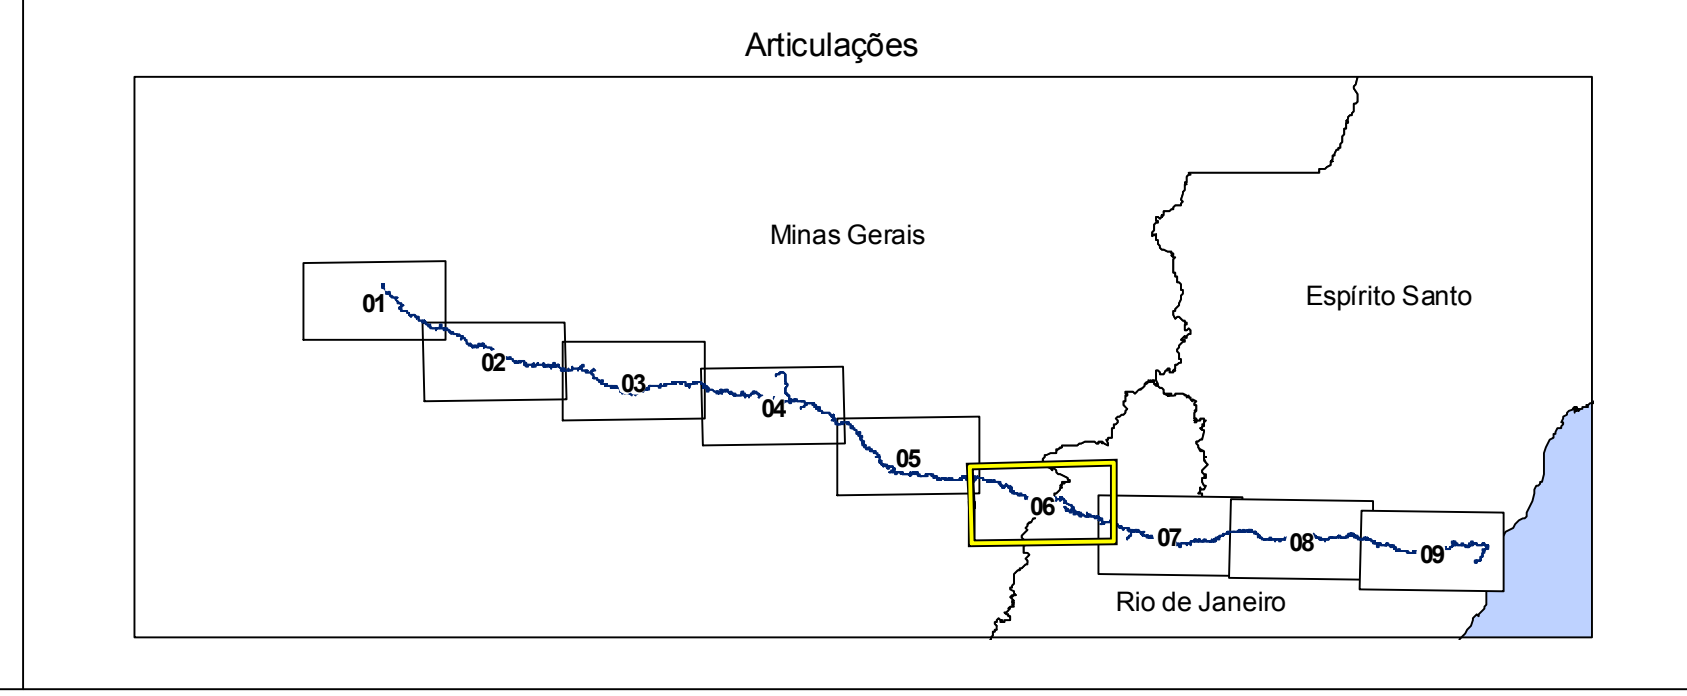 Articulações
Minas Gerais
Espírito Santo
01
02
03
04
05
06
07
08
09
Rio de Janeiro